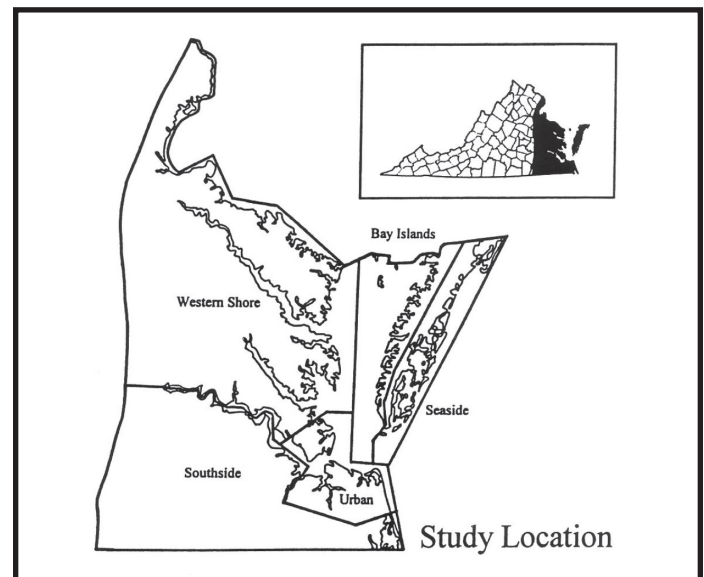 Bay Islands
Western Shore
Seaside
Southside
Urban
Study Location